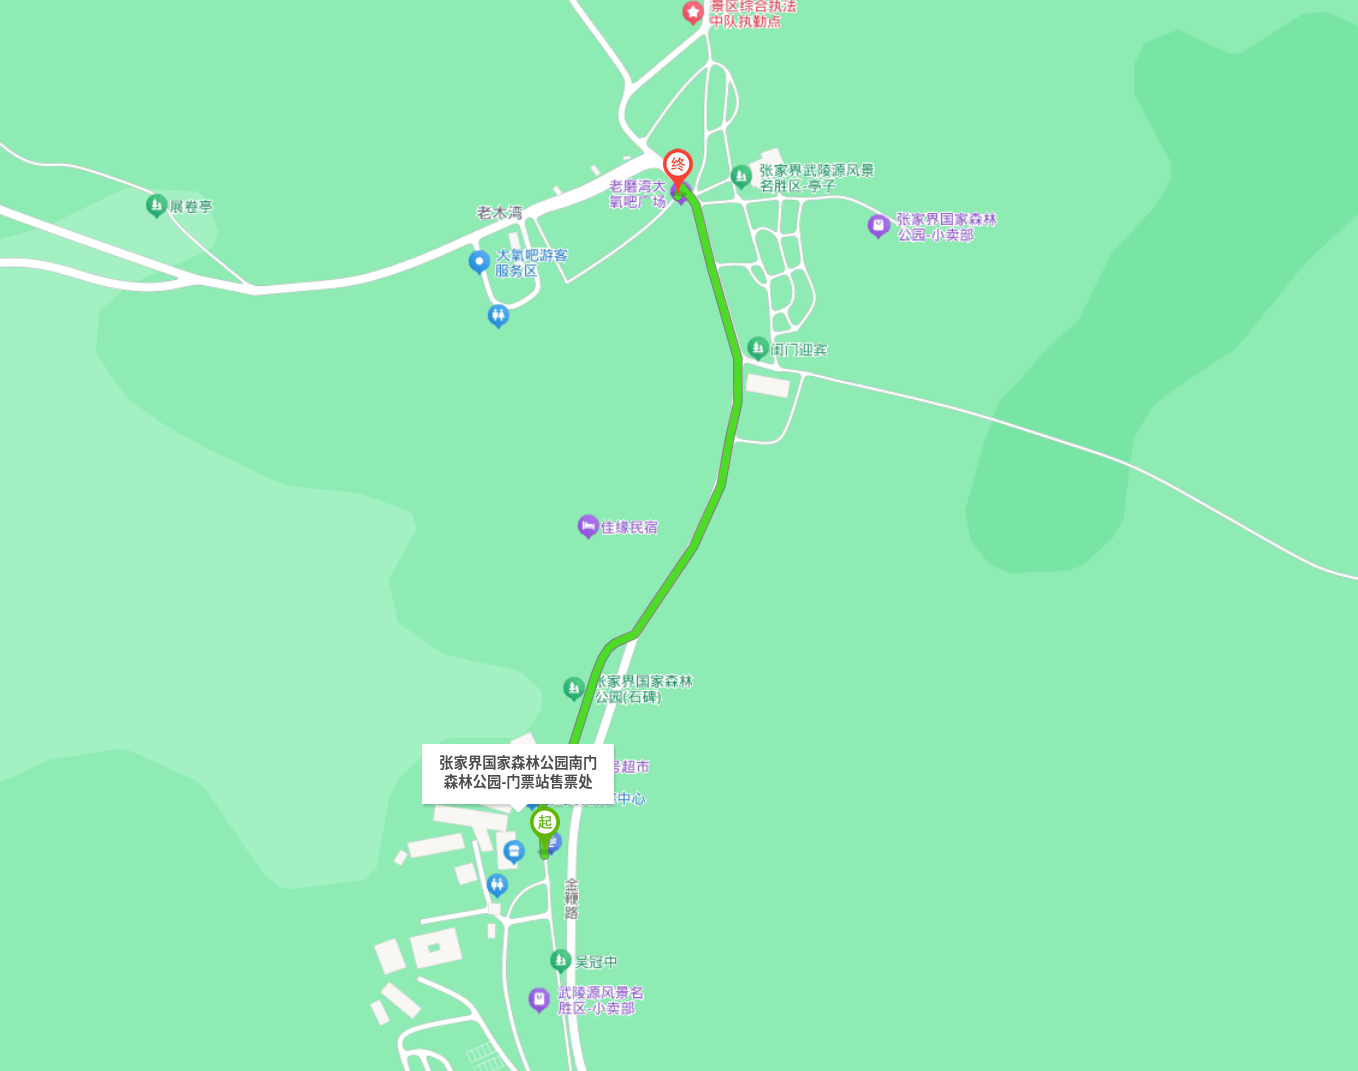 景区综合执法
中队执勤点
终
张家界武陵源风景
名胜区-亭子
老磨湾大
氧吧广场
展卷亭
老木湾
张家界国家森林
公园-小卖部
大氧吧游客
服务区
闺门迎宾
佳缘民宿
张家界国家森林
公园(石碑)
张家界国家森林公园南门
森林公园-门票站售票处
号超市
中心
起
金鞭路
吴冠中
武陵源风景名
胜区-小卖部